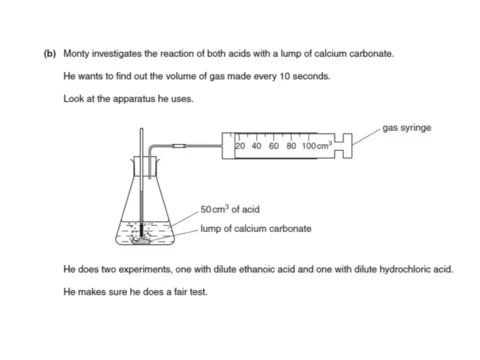 (b) Monty investigates the reaction of both acids with a lump of calcium carbonate.
He wants to find out the volume of gas made every 10 seconds.
Look at the apparatus he uses.
gas syringe
20 40 60 80 100 cm³
50 cm³ of acid
lump of calcium carbonate
He does two experiments, one with dilute ethanoic acid and one with dilute hydrochloric acid.
He makes sure he does a fair test.